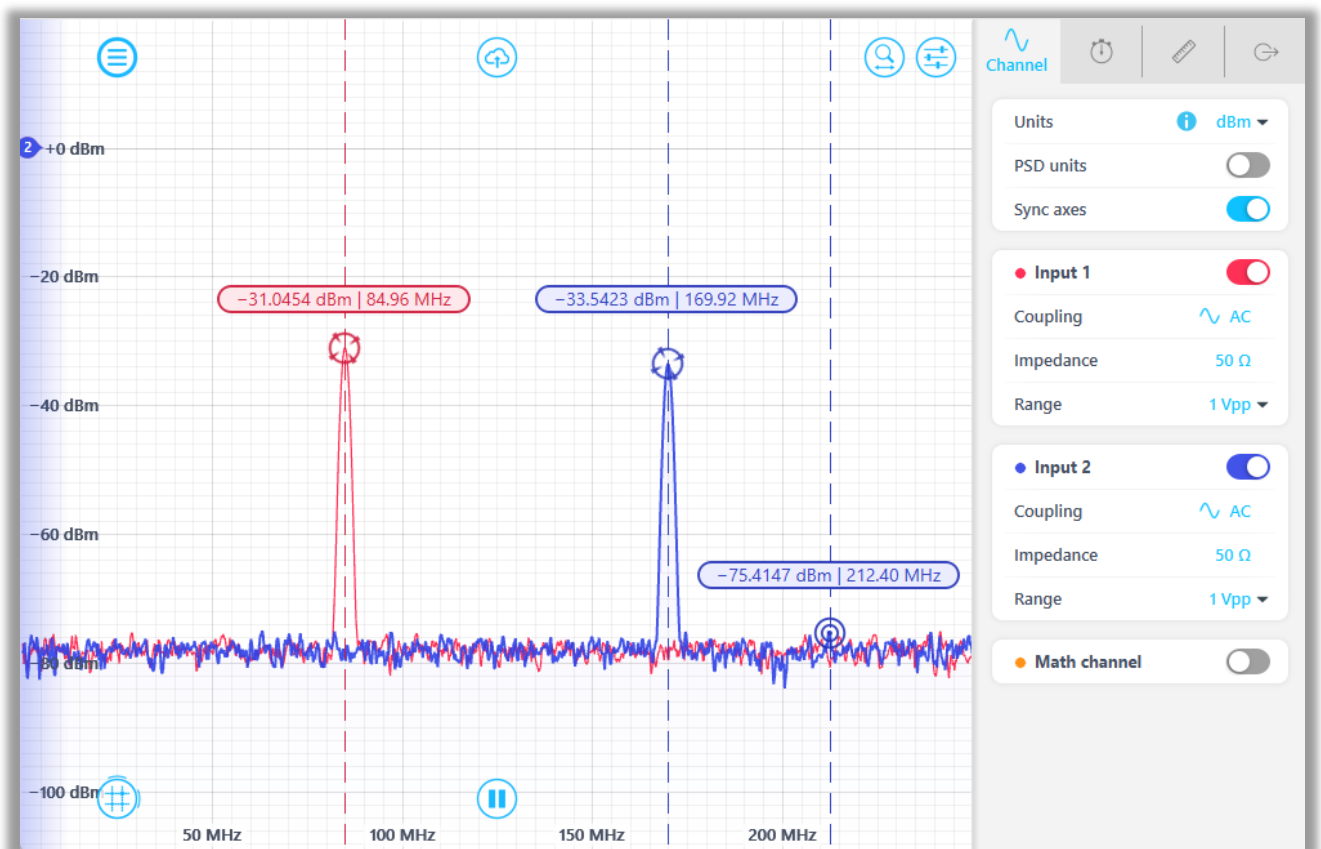 Channel
Units dBm
PSD units
Sync axes
2 +0 dBm
−20 dBm
−31.0454 dBm | 84.96 MHz
−33.5423 dBm | 169.92 MHz
Input 1
Coupling AC
Impedance 50 Ω
Range 1 Vpp
−40 dBm
Input 2
Coupling AC
−60 dBm
Impedance 50 Ω
−75.4147 dBm | 212.40 MHz
Range 1 Vpp
−80 dBm
Math channel
−100 dBm
50 MHz
100 MHz
150 MHz
200 MHz